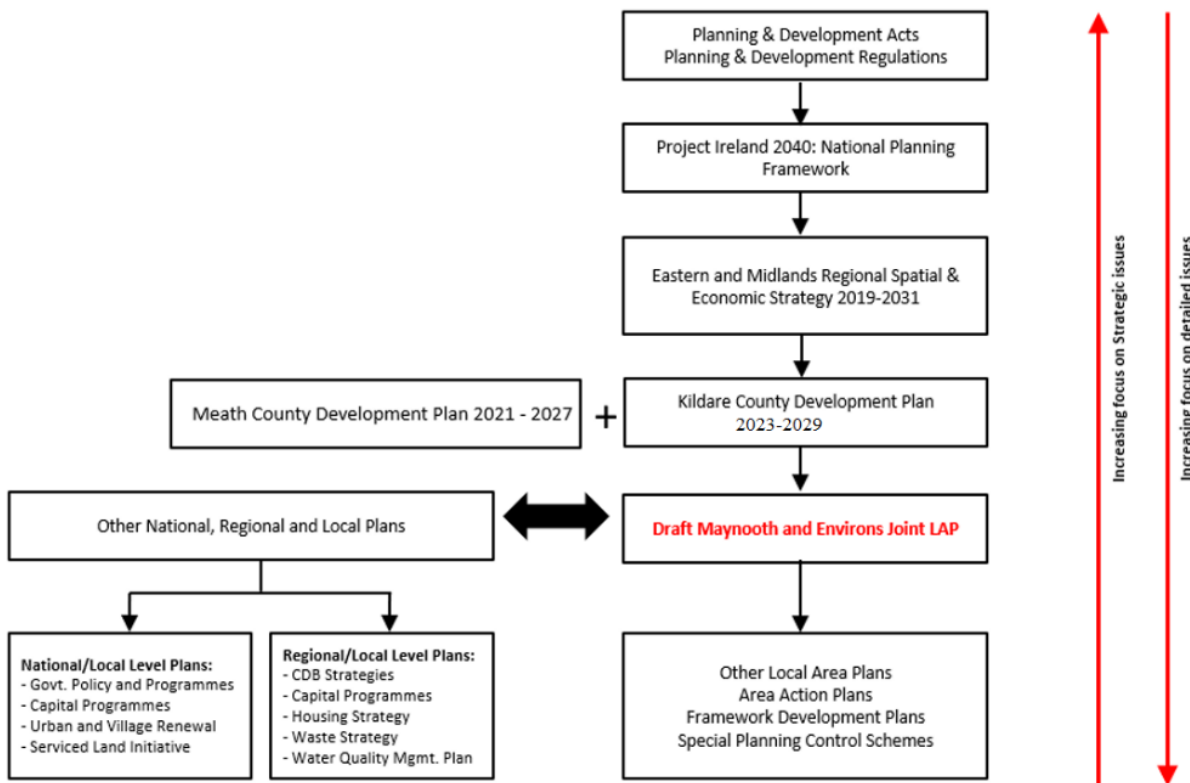 Planning & Development Acts
Planning & Development Regulations
Project Ireland 2040: National Planning
Framework
Eastern and Midlands Regional Spatial &
Economic Strategy 2019-2031
Meath County Development Plan 2021 - 2027
+
Kildare County Development Plan
2023-2029
Other National, Regional and Local Plans
Draft Maynooth and Environs Joint LAP
National/Local Level Plans:
- Govt. Policy and Programmes
- Capital Programmes
- Urban and Village Renewal
- Serviced Land Initiative
Regional/Local Level Plans:
- CDB Strategies
- Capital Programmes
- Housing Strategy
- Waste Strategy
- Water Quality Mgmt. Plan
Other Local Area Plans
Area Action Plans
Framework Development Plans
Special Planning Control Schemes
Increasing focus on Strategic issues
Increasing focus on detailed issues